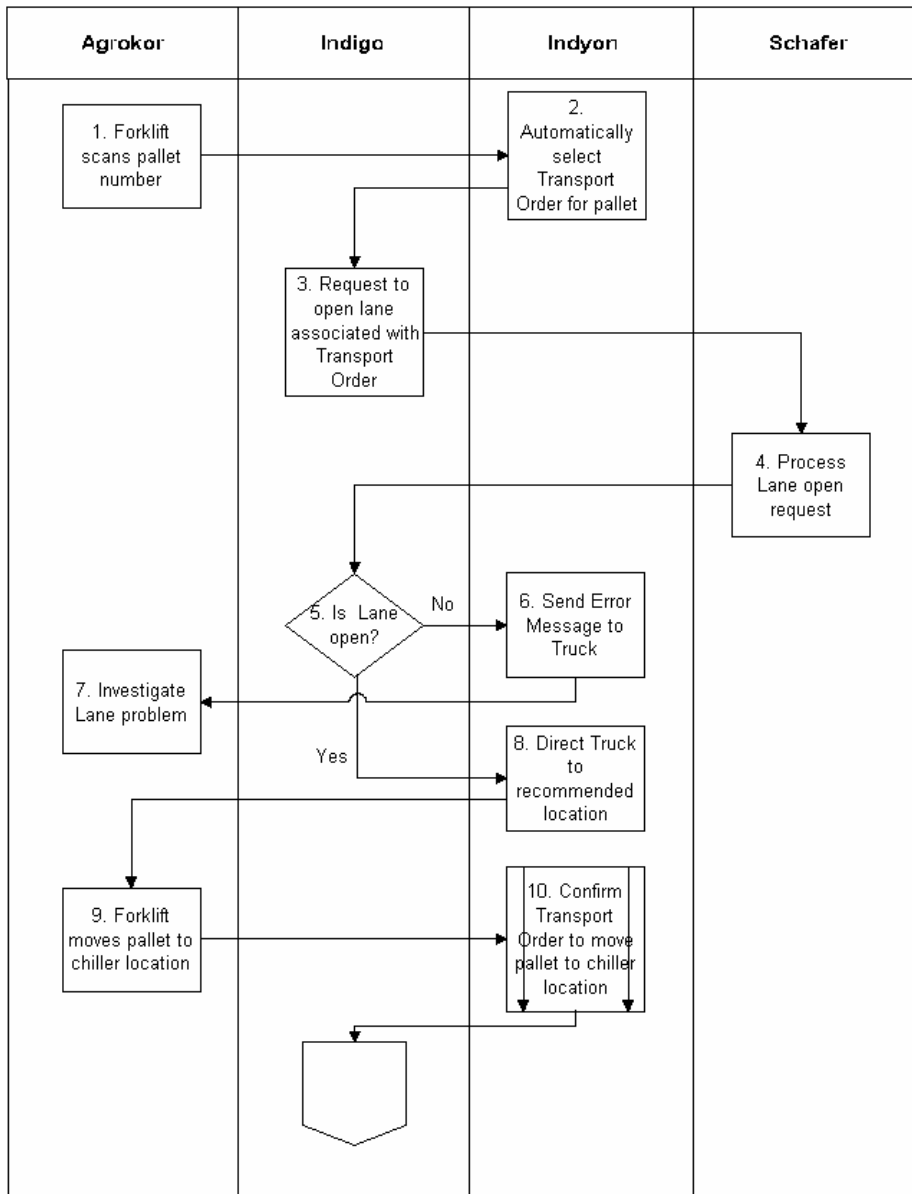 Agrokor
Indigo
Indyon
Schafer
1. Forklift
scans pallet
number
2.
Automatically
select
Transport
Order for pallet
3. Request to
open lane
associated with
Transport
Order
4. Process
Lane open
request
5. Is Lane
open?
No
6. Send Error
Message to
Truck
7. Investigate
Lane problem
Yes
8. Direct Truck
to
recommended
location
9. Forklift
moves pallet to
chiller location
10. Confirm
Transport
Order to move
pallet to chiller
location